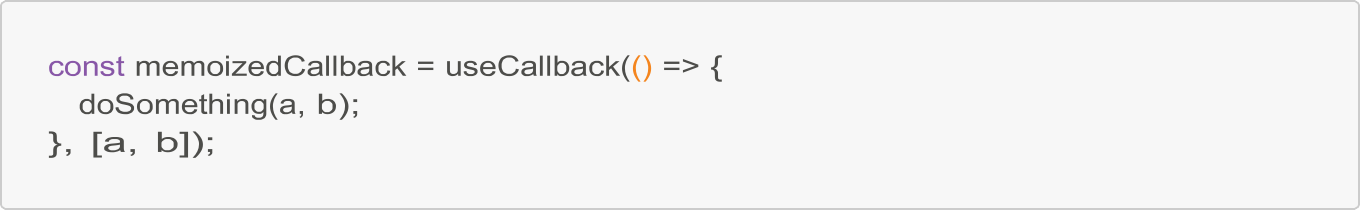 const memoizedCallback = useCallback(() => {
  doSomething(a, b);
}, [a, b]);